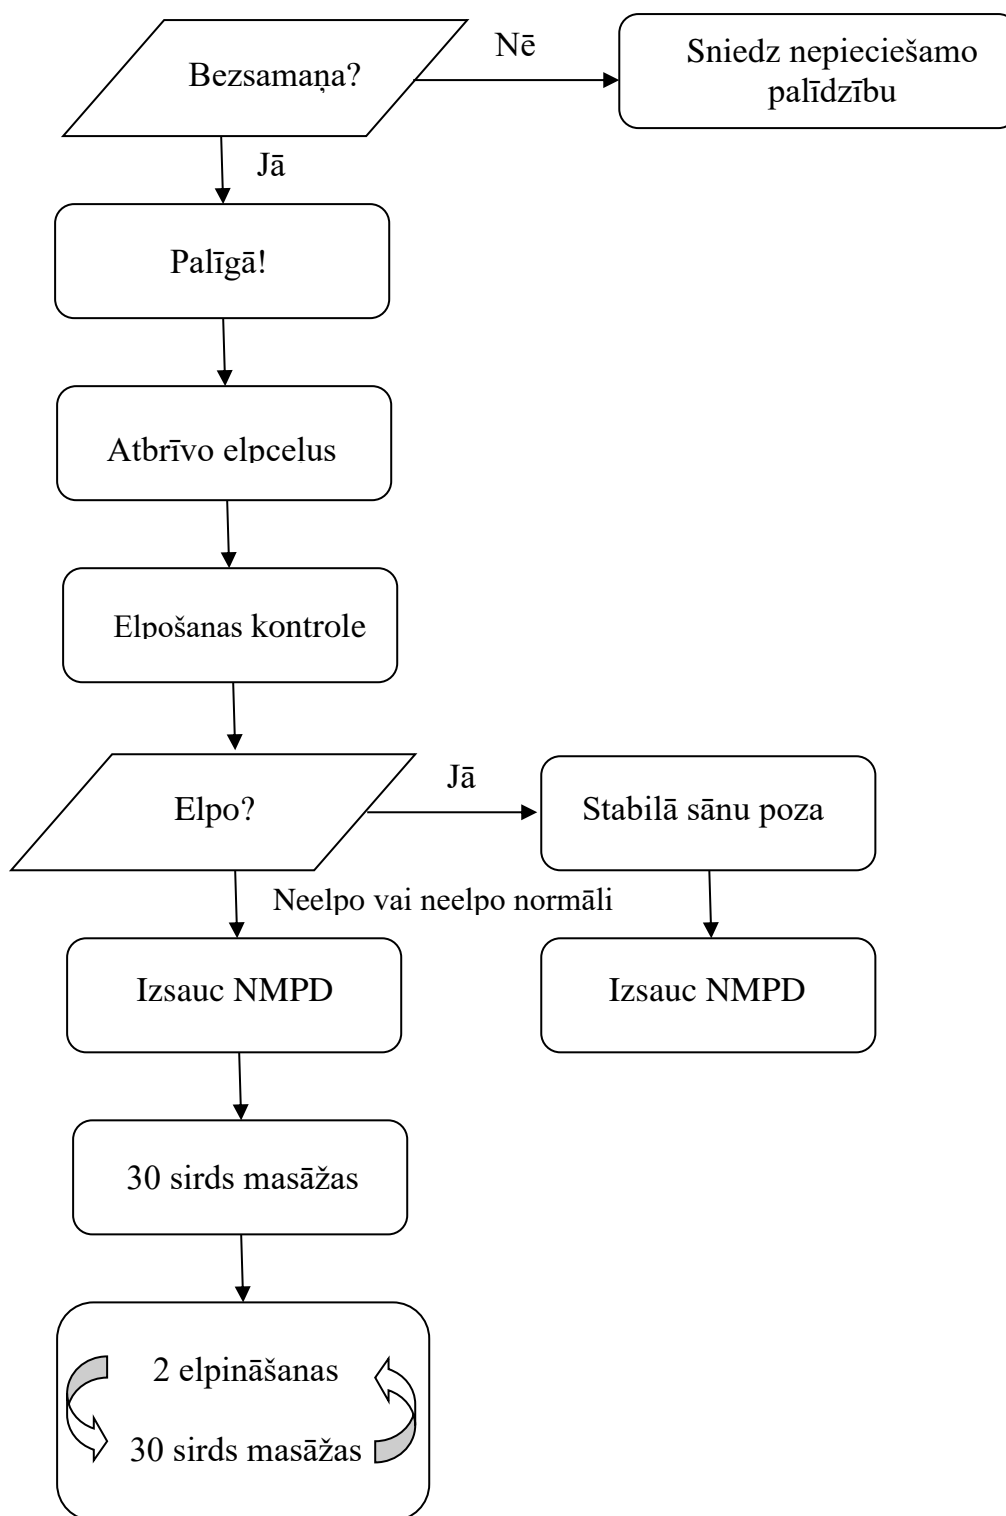 Bezsamaņa?
Nē
Sniedz nepieciešamo
palīdzību
Jā
Palīgā!
Atbrīvo elpceļus
Elpošanas kontrole
Elpo?
Jā
Stabilā sānu poza
Neelpo vai neelpo normāli
Izsauc NMPD
Izsauc NMPD
30 sirds masāžas
2 elpināšanas
30 sirds masāžas